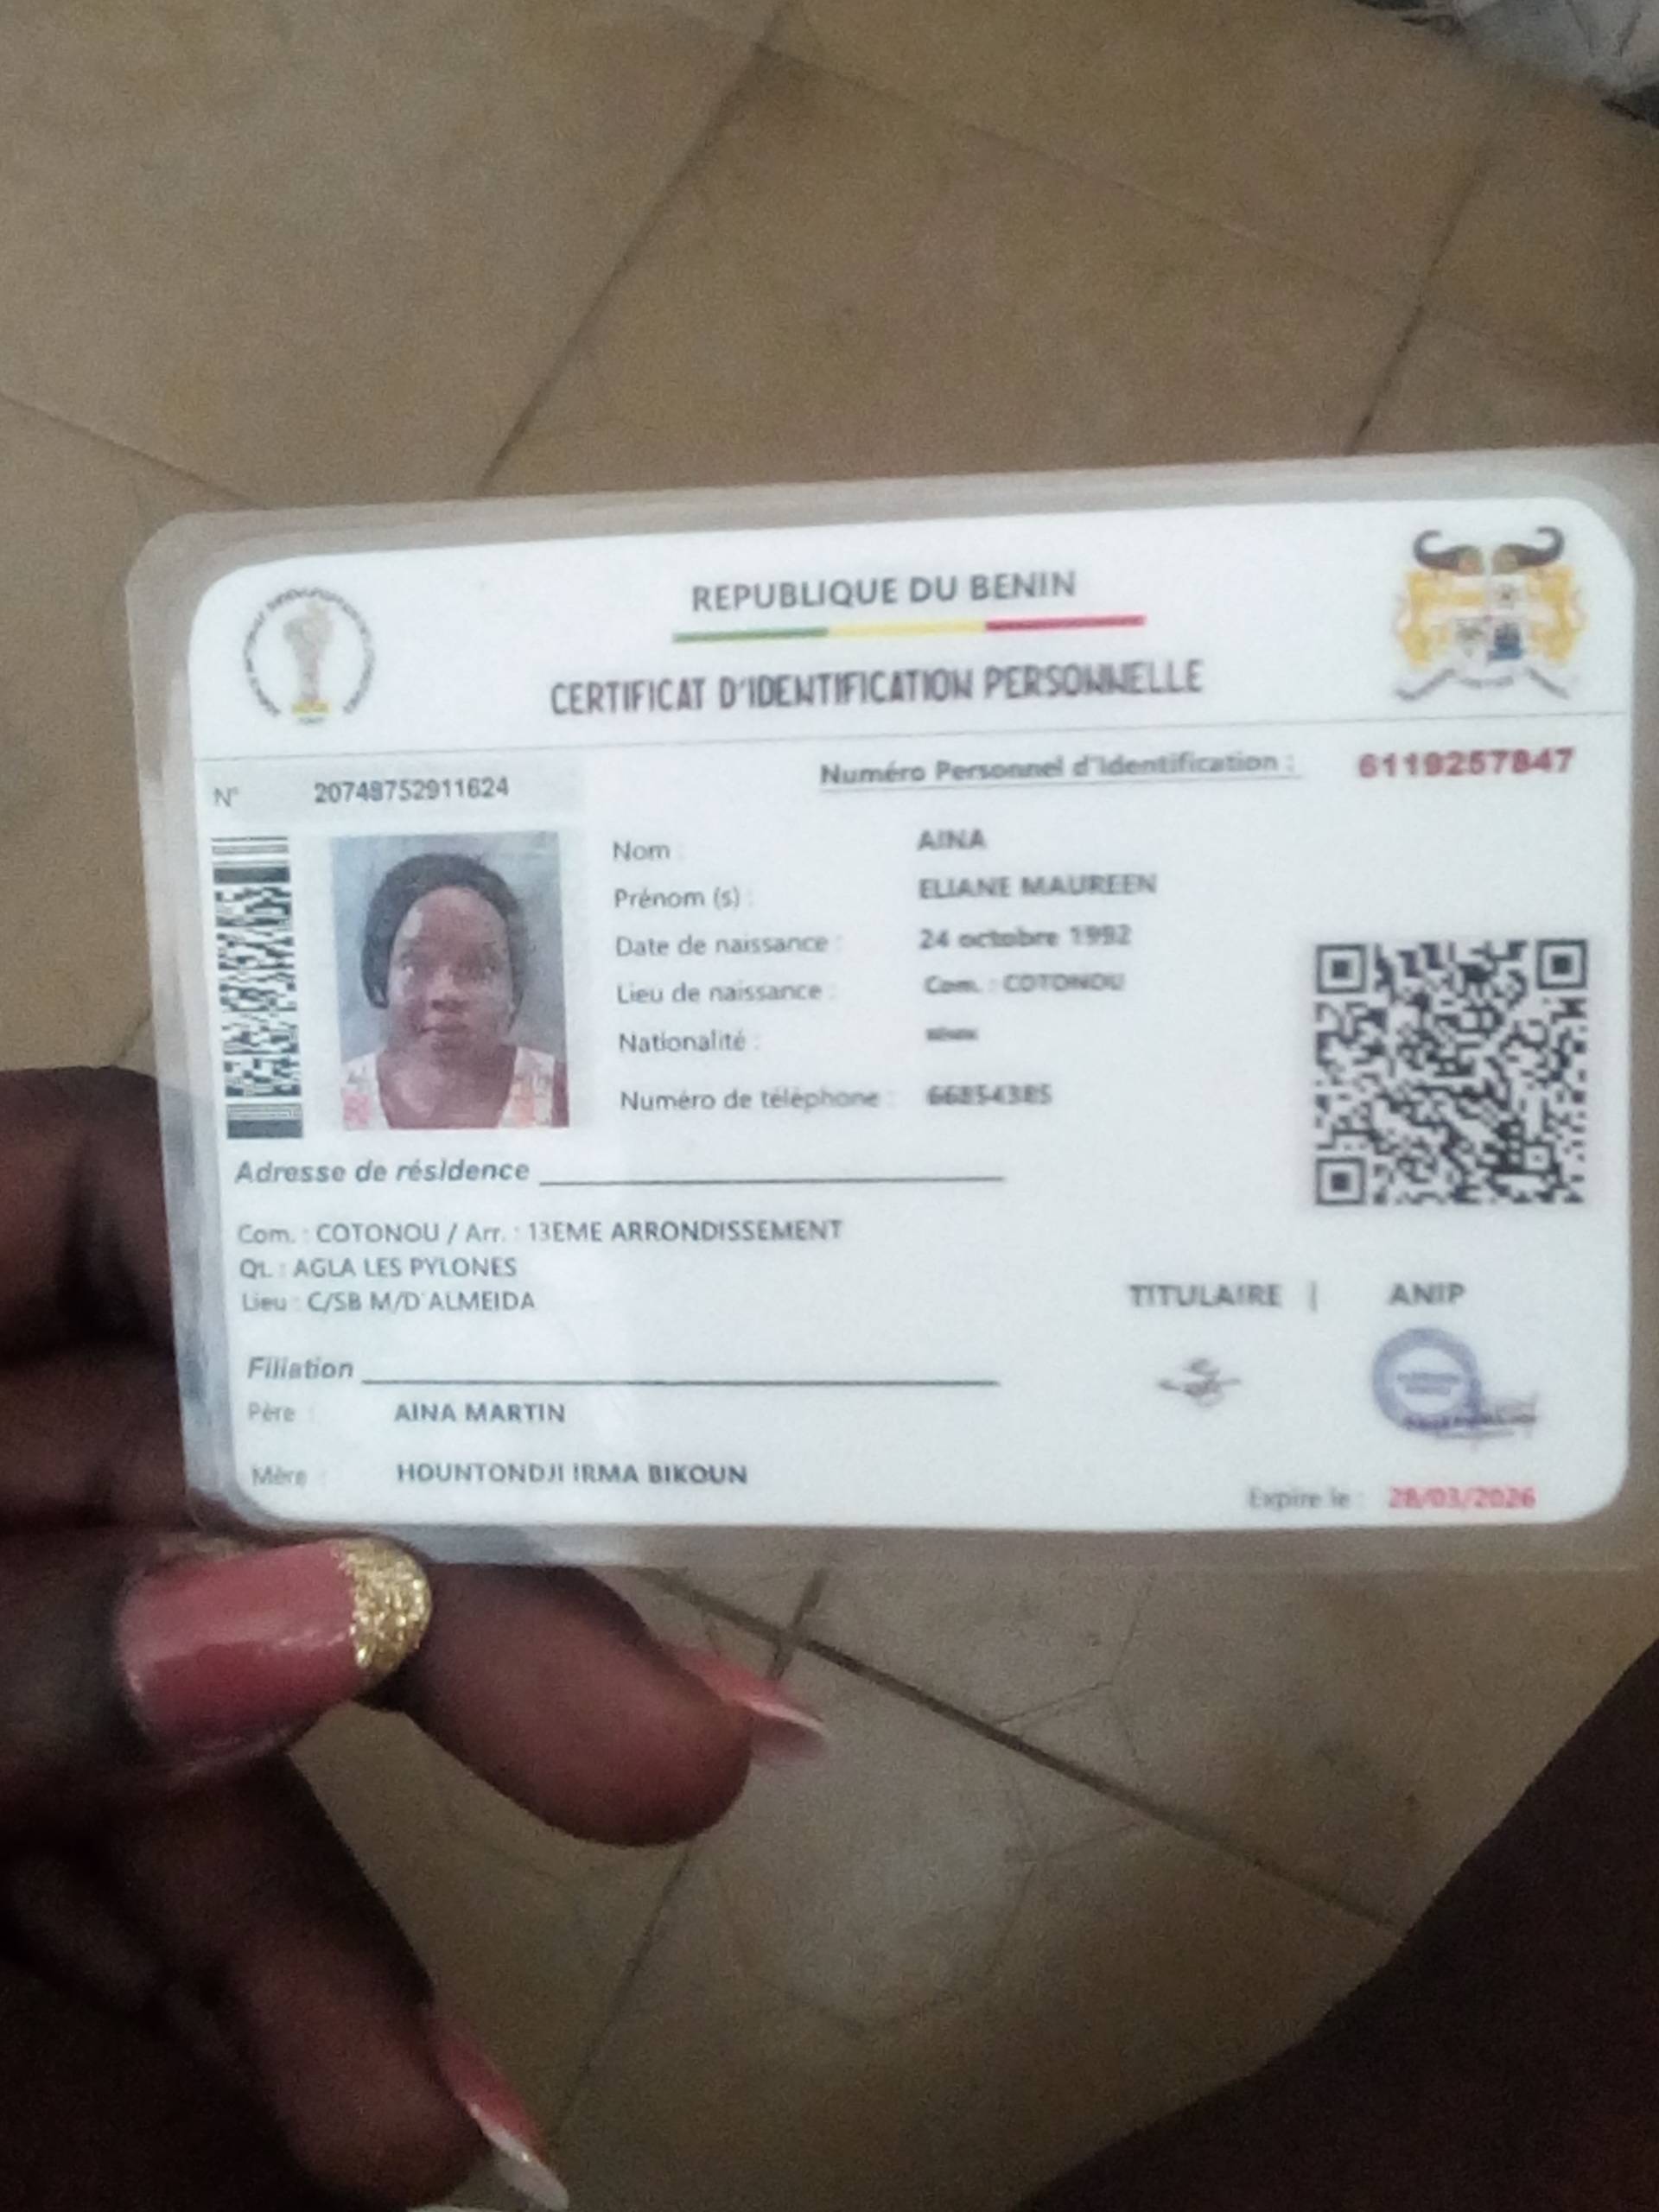 REPUBLIQUE DU BENIN
CERTIFICAT D'IDENTIFICATION PERSONNELLE
Numéro Personnel d'Identification : 6119257847
N° 20748752911624
Nom : AINA
Prénom (s) : ELIANE MAUREEN
Date de naissance : 24 octobre 1992
Lieu de naissance : Com. : COTONOU
Nationalité :
Numéro de téléphone : 66854385
Adresse de résidence
Com. : COTONOU / Arr. : 13EME ARRONDISSEMENT
Qt. : AGLA LES PYLONES
Lieu : C/SB M/D'ALMEIDA
TITULAIRE | ANIP
Filiation
Père : AINA MARTIN
Mère : HOUNTONDJI IRMA BIKOUN
Expire le : 28/03/2026